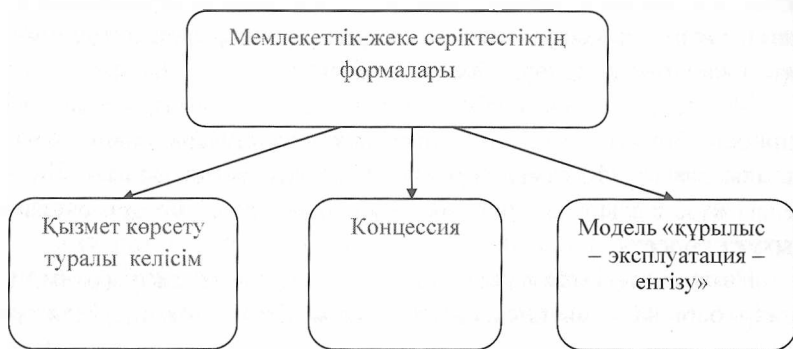 Мемлекеттік-жеке серіктестіктің
формалары
Қызмет көрсету
туралы келісім
Концессия
Модель «құрылыс
– эксплуатация –
енгізу»